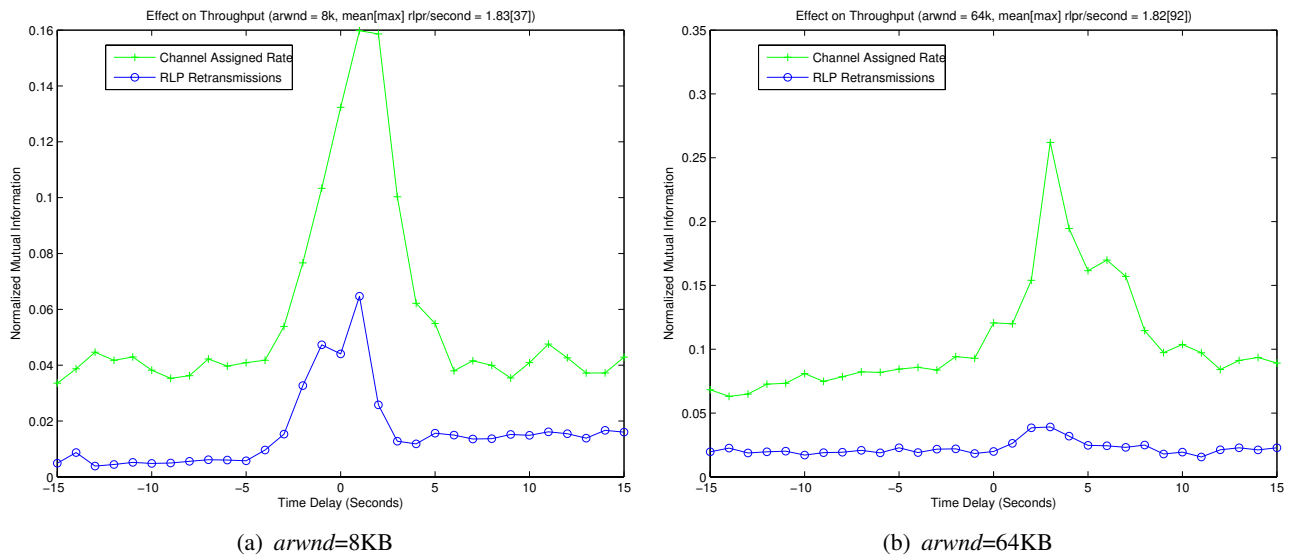 Effect on Throughput (arwnd = 8k, mean[max] rlpr/second = 1.83[37])
0.16
0.14
0.12
0.1
0.08
0.06
0.04
0.02
0
Normalized Mutual Information
Channel Assigned Rate
RLP Retransmissions
−15 −10 −5 0 5 10 15
Time Delay (Seconds)
(a) arwnd=8KB
Effect on Throughput (arwnd = 64k, mean[max] rlpr/second = 1.82[92])
0.35
0.3
0.25
0.2
0.15
0.1
0.05
0
Normalized Mutual Information
Channel Assigned Rate
RLP Retransmissions
−15 −10 −5 0 5 10 15
Time Delay (Seconds)
(b) arwnd=64KB